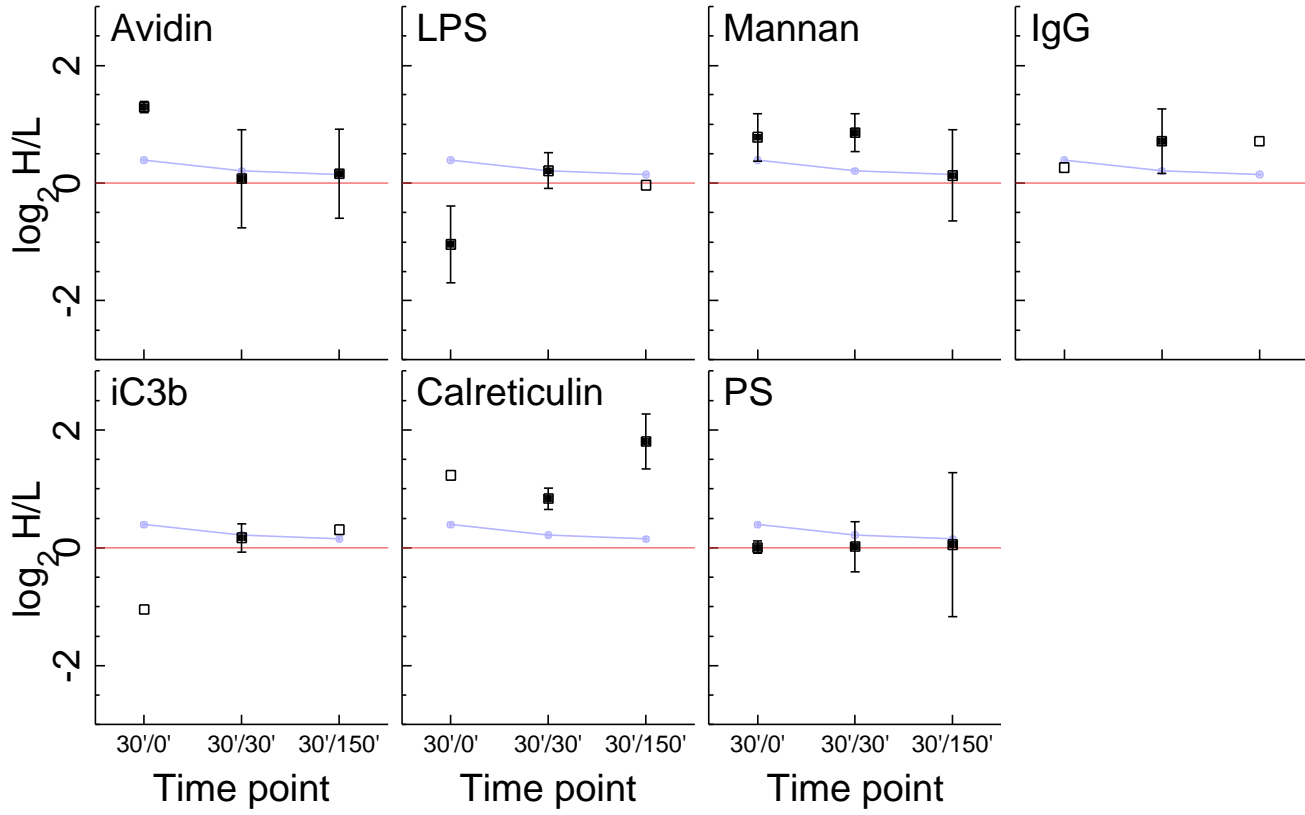 Avidin
LPS
Mannan
IgG
log2 H/L
2
0
-2
iC3b
Calreticulin
PS
log2 H/L
2
0
-2
30'/0' 30'/30' 30'/150'
30'/0' 30'/30' 30'/150'
30'/0' 30'/30' 30'/150'
Time point
Time point
Time point